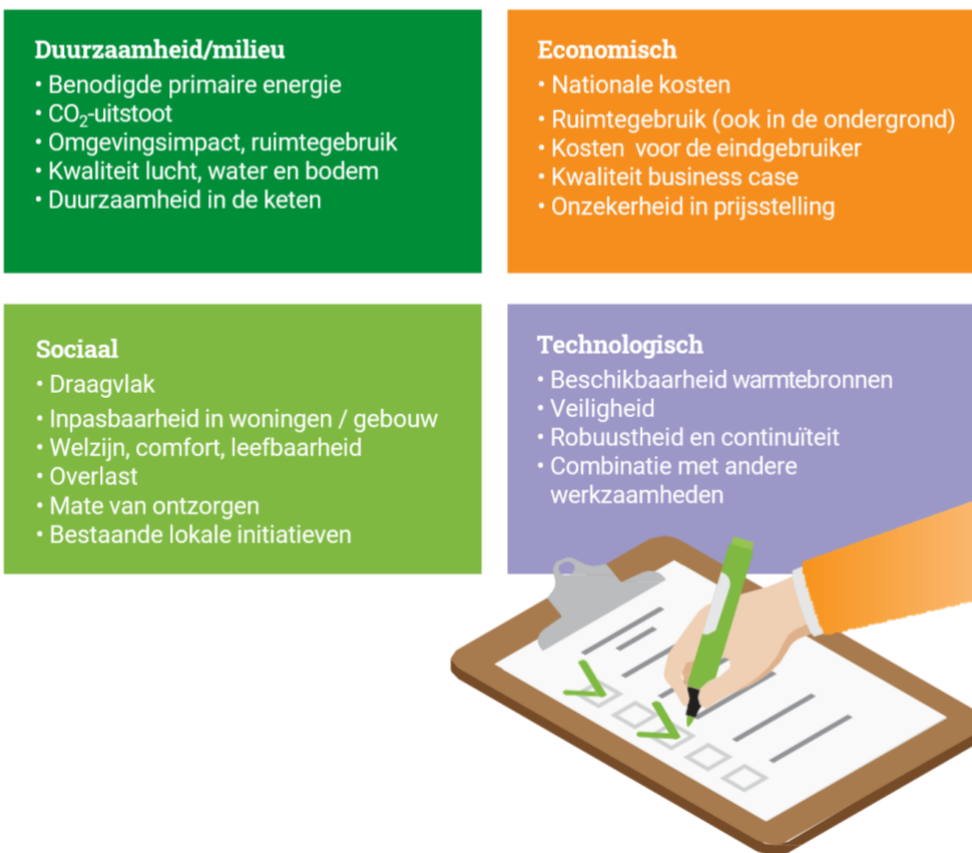 Duurzaamheid/milieu
• Benodigde primaire energie
• CO₂-uitstoot
• Omgevingsimpact, ruimtegebruik
• Kwaliteit lucht, water en bodem
• Duurzaamheid in de keten
Economisch
• Nationale kosten
• Ruimtegebruik (ook in de ondergrond)
• Kosten voor de eindgebruiker
• Kwaliteit business case
• Onzekerheid in prijsstelling
Sociaal
• Draagvlak
• Inpasbaarheid in woningen / gebouw
• Welzijn, comfort, leefbaarheid
• Overlast
• Mate van ontzorgen
• Bestaande lokale initiatieven
Technologisch
• Beschikbaarheid warmtebronnen
• Veiligheid
• Robuustheid en continuïteit
• Combinatie met andere
werkzaamheden